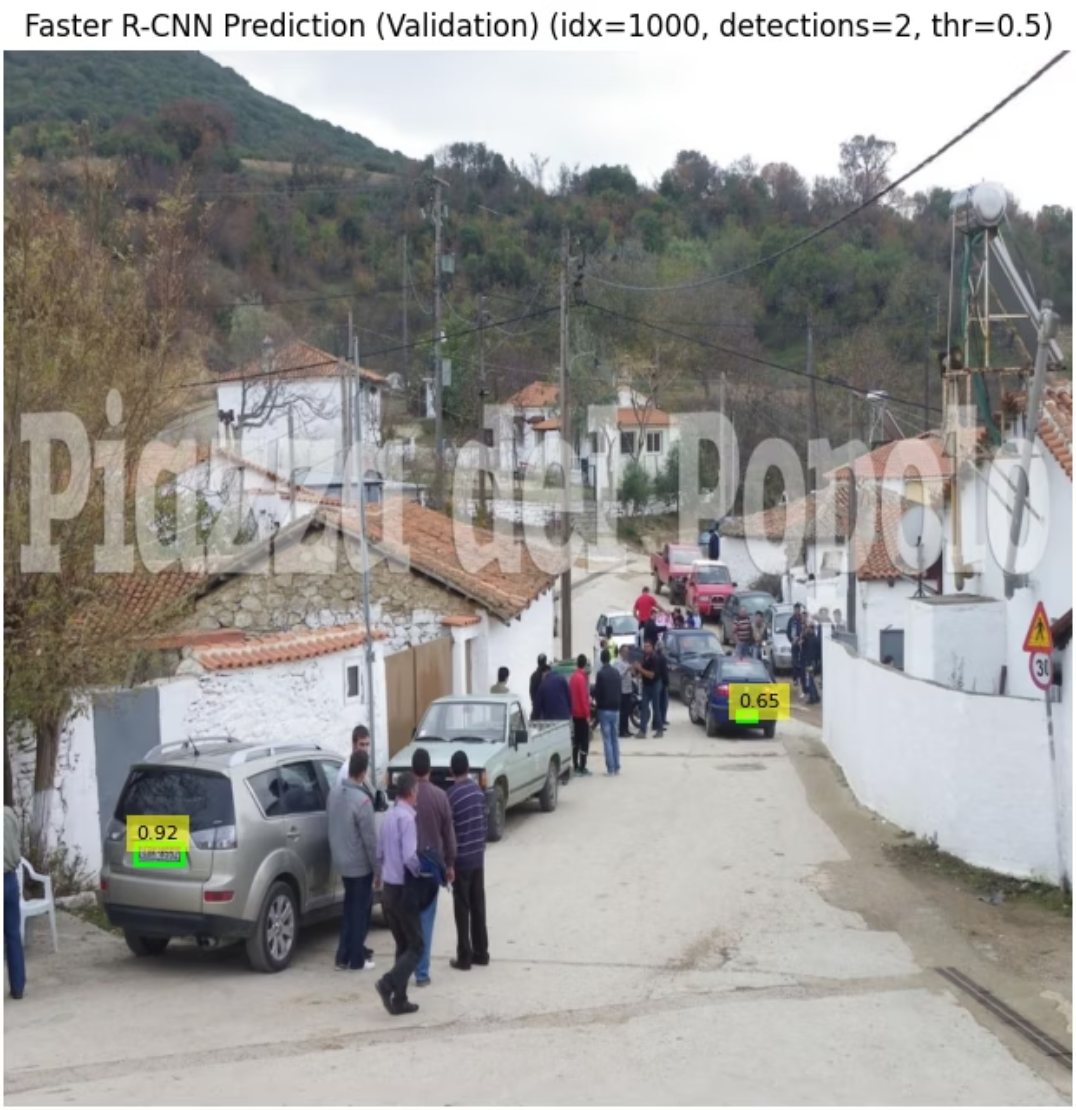 Faster R-CNN Prediction (Validation) (idx=1000, detections=2, thr=0.5)
Piazza del Popolo
30
0.65
0.92